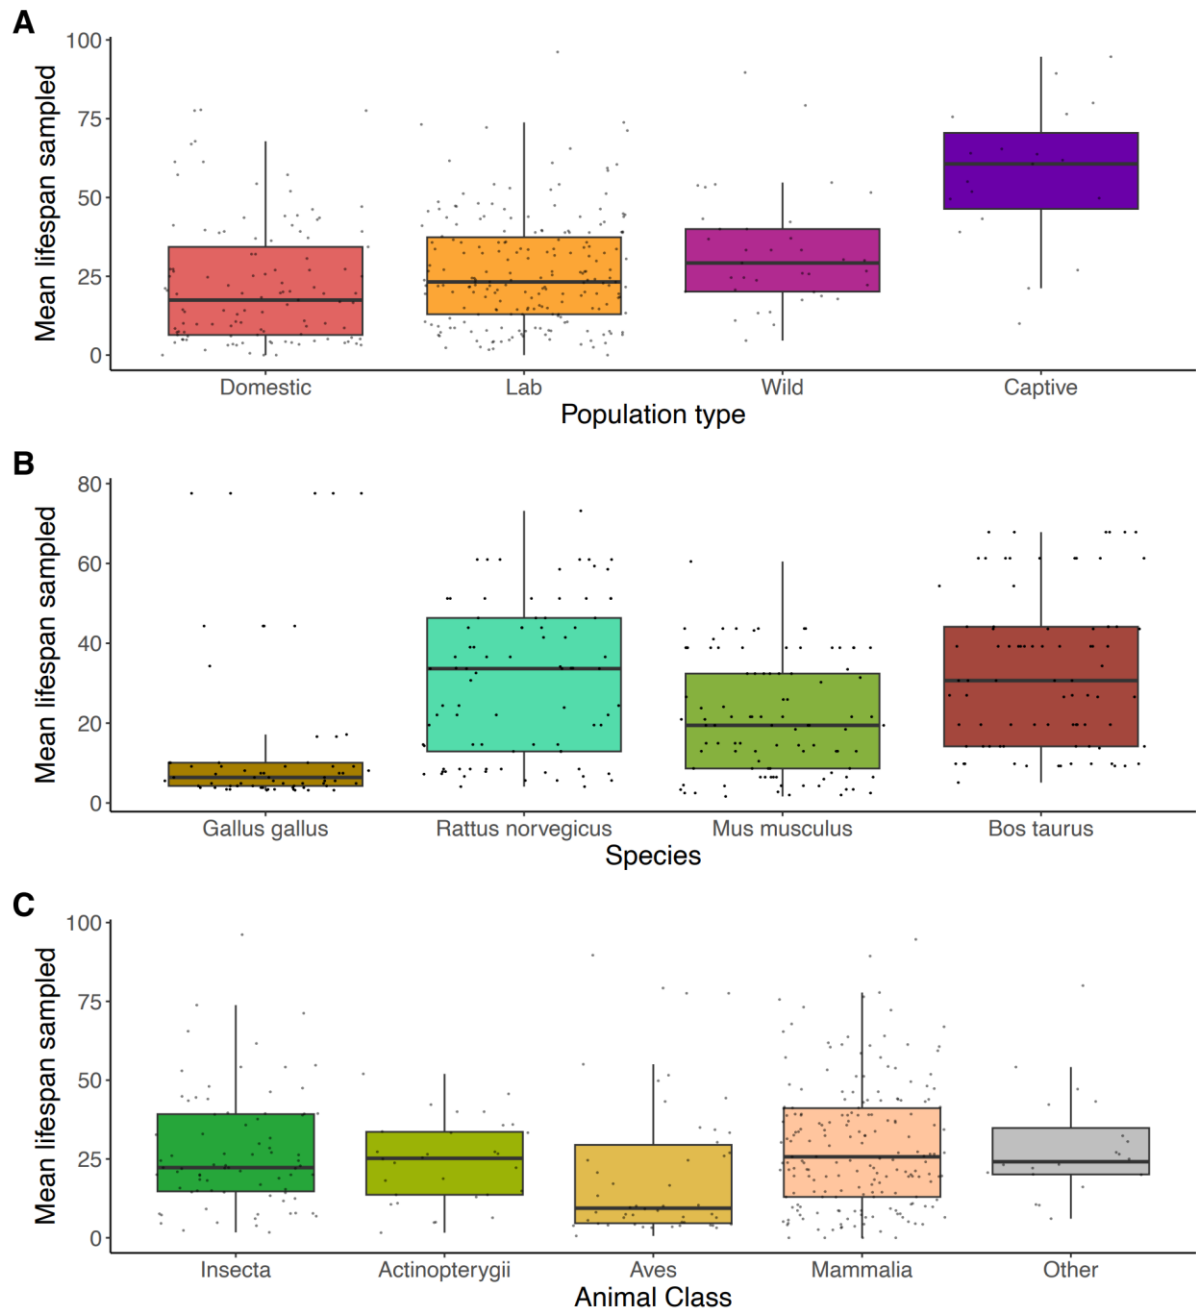 A
Mean lifespan sampled
100
75
50
25
0
Domestic Lab Wild Captive
Population type
B
Mean lifespan sampled
80
60
40
20
0
Gallus gallus Rattus norvegicus Mus musculus Bos taurus
Species
C
Mean lifespan sampled
100
75
50
25
0
Insecta Actinopterygii Aves Mammalia Other
Animal Class